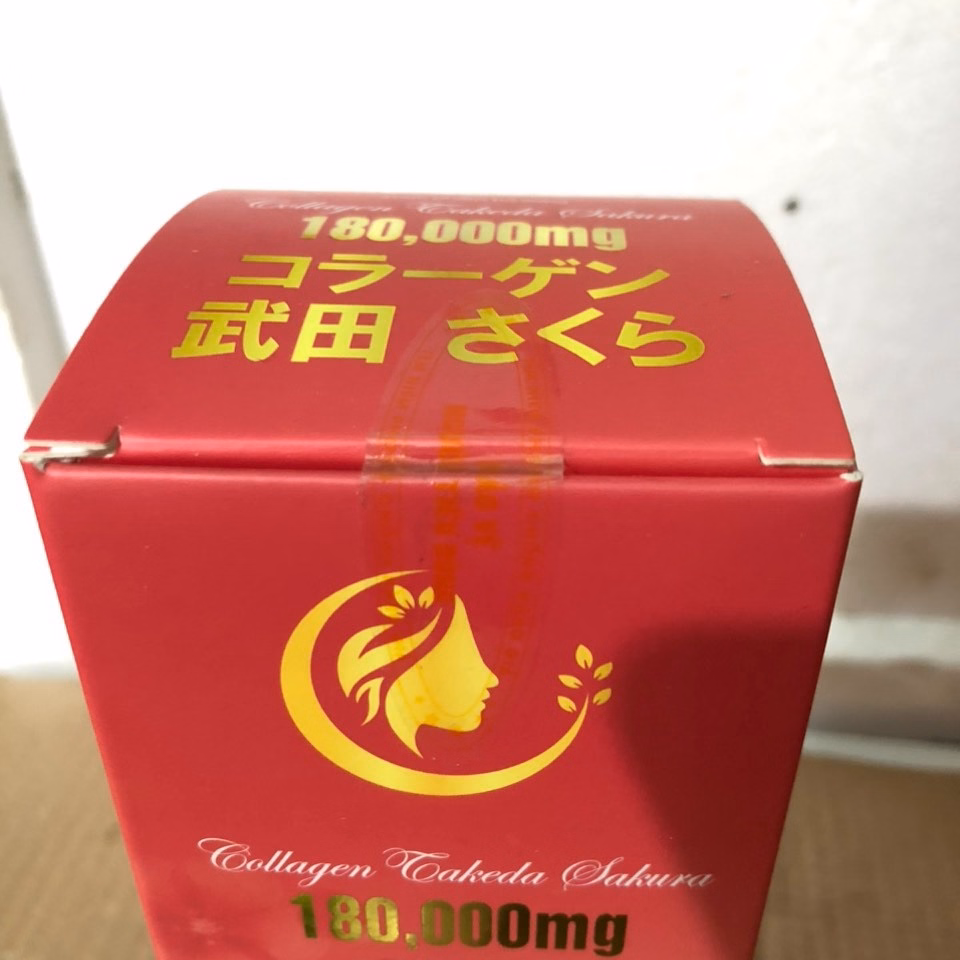 Collagen Takeda Sakura
180,000mg
コラーゲン
武田 さくら
Collagen Takeda Sakura
180,000mg